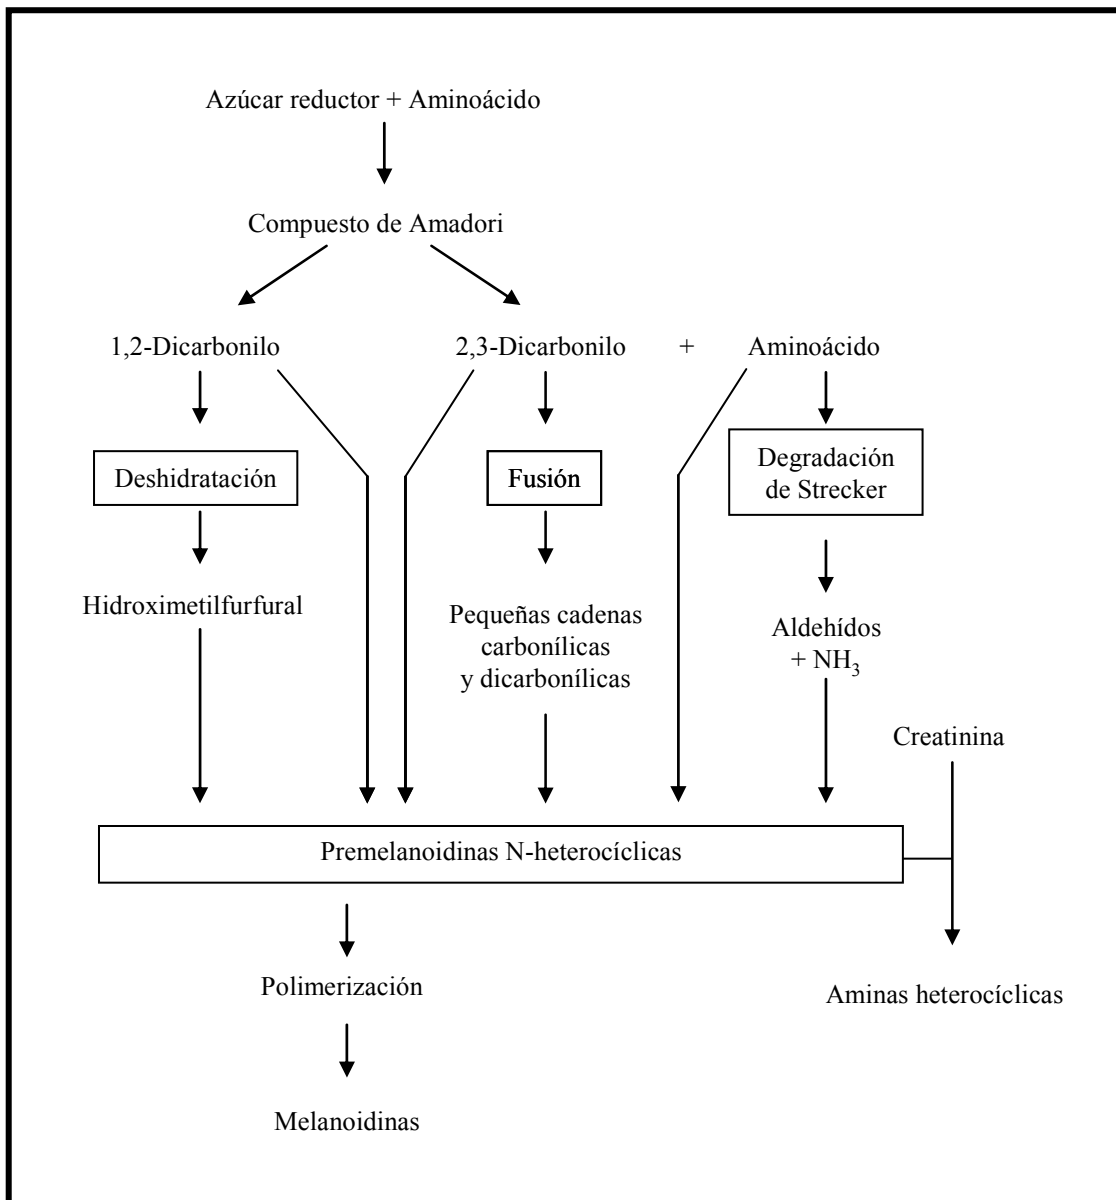 Azúcar reductor + Aminoácido
Compuesto de Amadori
1,2-Dicarbonilo
2,3-Dicarbonilo + Aminoácido
Deshidratación
Fusión
Degradación
de Strecker
Hidroximetilfurfural
Pequeñas cadenas
carbonílicas
y dicarbonílicas
Aldehídos
+ NH3
Creatinina
Premelanoidinas N-heterocíclicas
Polimerización
Aminas heterocíclicas
Melanoidinas